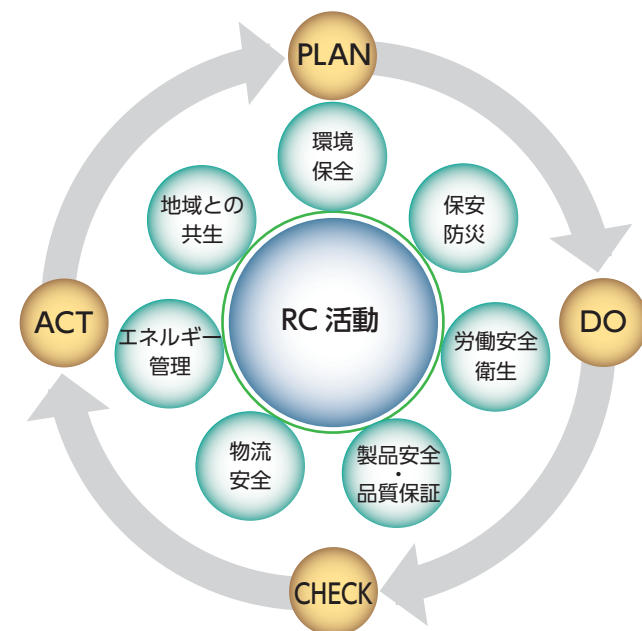 PLAN
環境
保全
地域との
共生
保安
防災
ACT
RC 活動
DO
エネルギー
管理
労働安全
衛生
物流
安全
製品安全
・
品質保証
CHECK